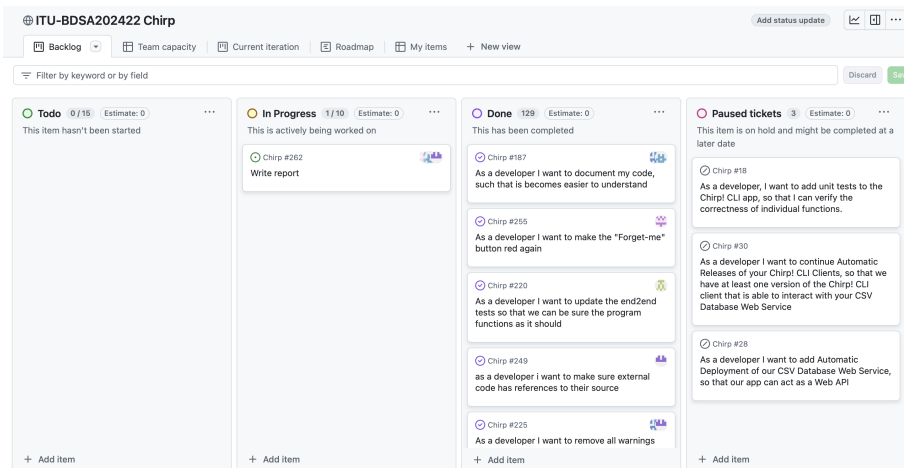 ITU-BDSA202422 Chirp
Add status update
Backlog
Team capacity
Current iteration
Roadmap
My items
+ New view
Filter by keyword or by field
Discard
Todo 0 / 15 Estimate: 0
This item hasn't been started
+ Add item
In Progress 1 / 10 Estimate: 0
This is actively being worked on
Chirp #262
Write report
+ Add item
Done 129 Estimate: 0
This has been completed
Chirp #187
As a developer I want to document my code,
such that is becomes easier to understand
Chirp #255
As a developer I want to make the "Forget-me"
button red again
Chirp #220
As a developer I want to update the end2end
tests so that we can be sure the program
functions as it should
Chirp #249
as a developer i want to make sure external
code has references to their source
Chirp #225
As a developer I want to remove all warnings
+ Add item
Paused tickets 3 Estimate: 0
This item is on hold and might be completed at a
later date
Chirp #18
As a developer, I want to add unit tests to the
Chirp! CLI app, so that I can verify the
correctness of individual functions.
Chirp #30
As a developer I want to continue Automatic
Releases of your Chirp! CLI Clients, so that we
have at least one version of the Chirp! CLI
client that is able to interact with your CSV
Database Web Service
Chirp #28
As a developer I want to add Automatic
Deployment of our CSV Database Web Service,
so that our app can act as a Web API
+ Add item